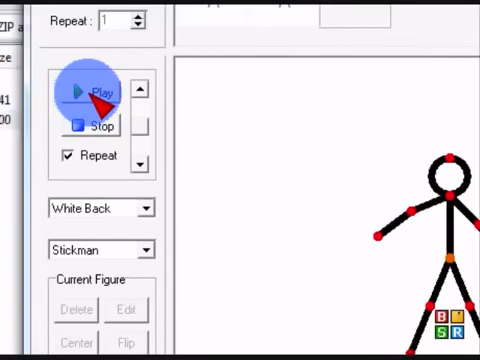 ZIP a
Repeat : 1
ze
Play
41
Stop
00
Repeat
White Back
Stickman
Current Figure
Delete Edit
Center Flip
B
S R